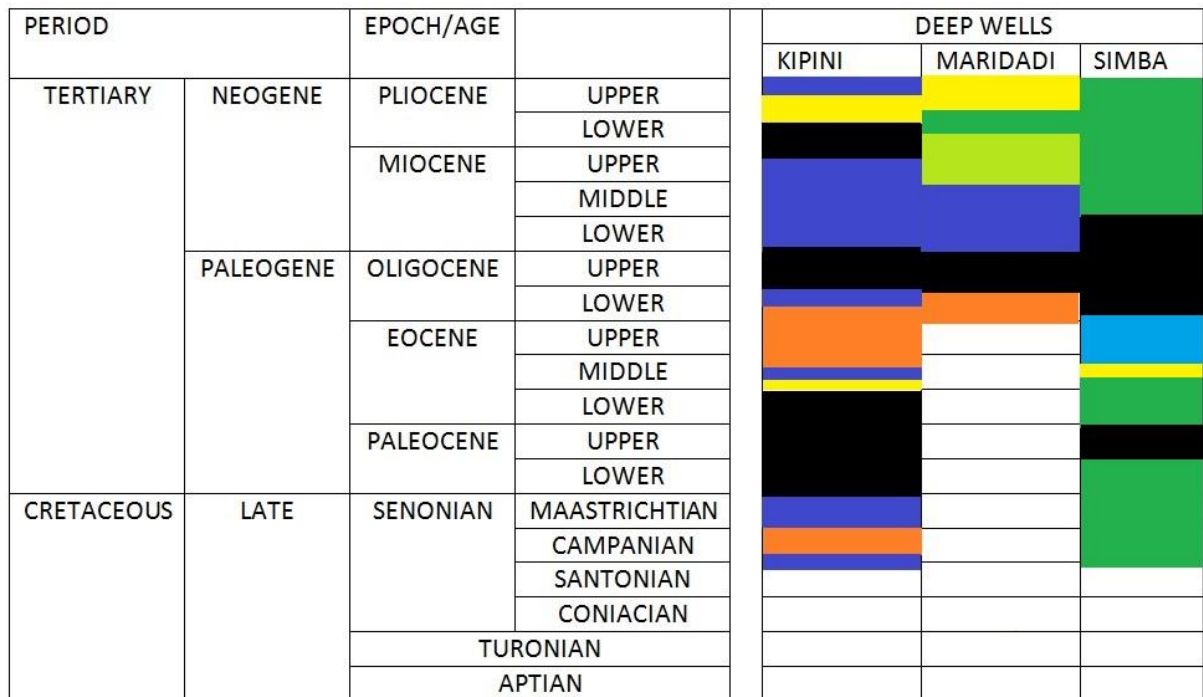 PERIOD EPOCH/AGE DEEP WELLS
KIPINI MARIDADI SIMBA
TERTIARY NEOGENE PLIOCENE UPPER
LOWER
MIOCENE UPPER
MIDDLE
LOWER
PALEOGENE OLIGOCENE UPPER
LOWER
EOCENE UPPER
MIDDLE
LOWER
PALEOCENE UPPER
LOWER
CRETACEOUS LATE SENONIAN MAASTRICHTIAN
CAMPANIAN
SANTONIAN
CONIACIAN
TURONIAN
APTIAN